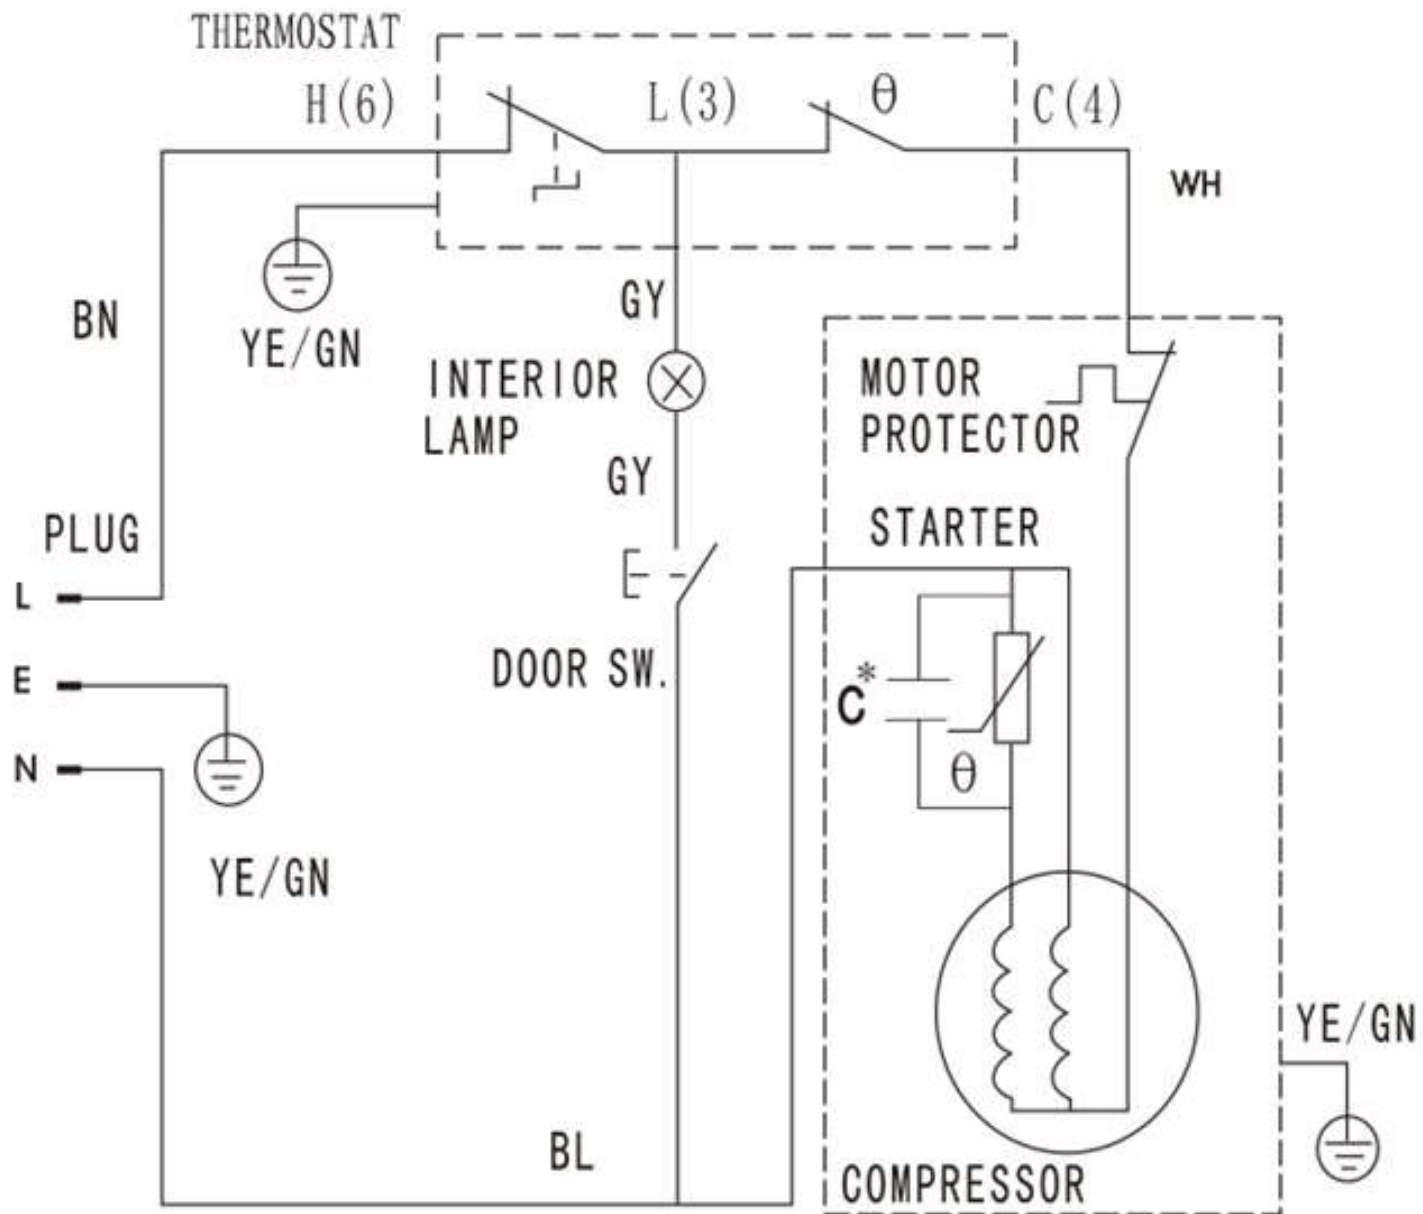 THERMOSTAT
H(6)
L(3)
θ
C(4)
WH
BN
YE/GN
GY
INTERIOR
LAMP
GY
MOTOR
PROTECTOR
PLUG
STARTER
L
E
DOOR SW.
C*
N
θ
YE/GN
YE/GN
BL
COMPRESSOR